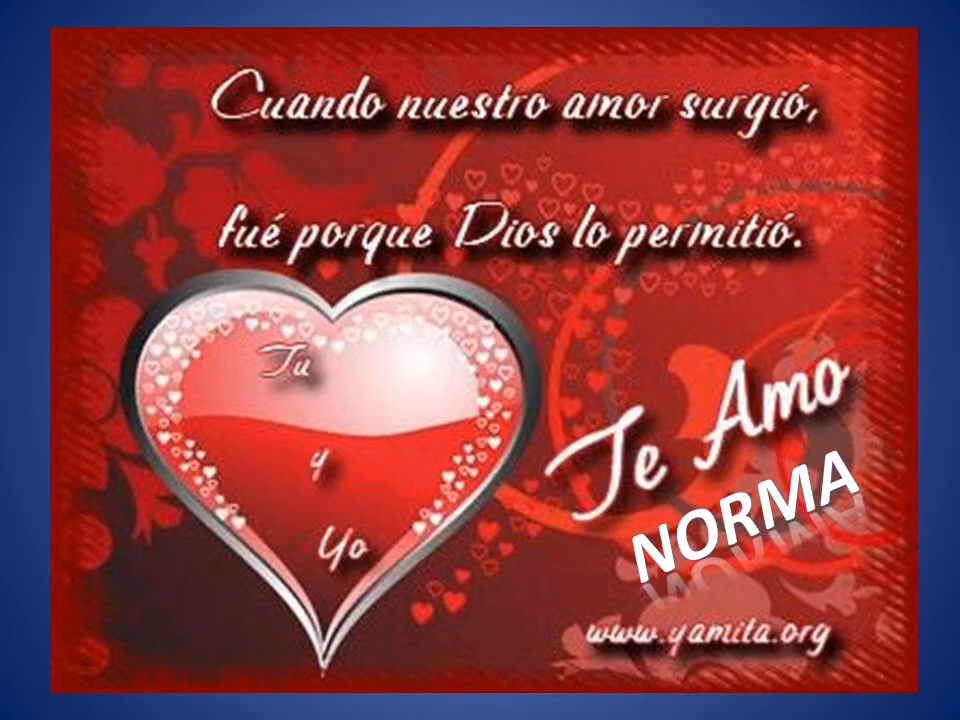 Cuando nuestro amor surgió,
fué porque Dios lo permitió.
Tu
y
Yo
Te Amo
NORMA
www.yamita.org